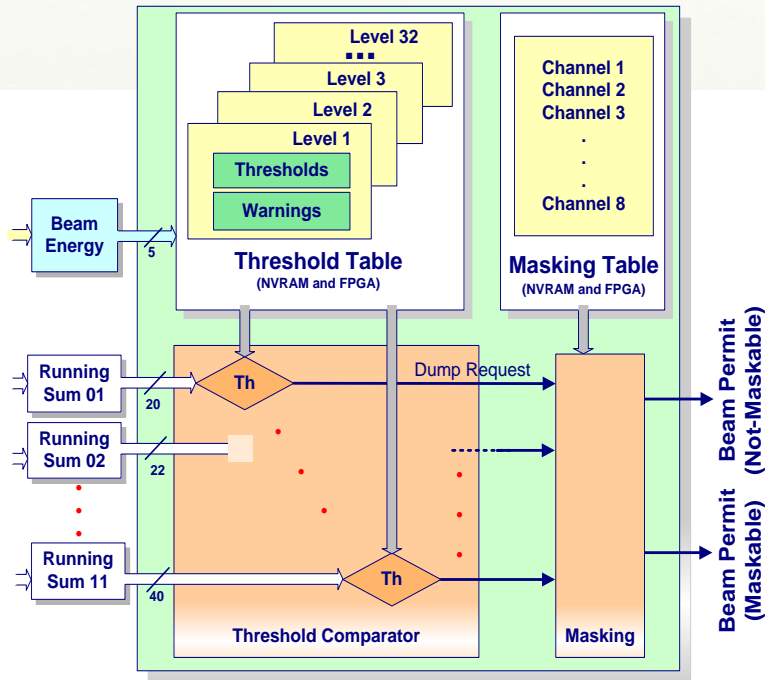 Level 32
...
Level 3
Level 2
Level 1
Thresholds
Warnings
Threshold Table
(NVRAM and FPGA)
Channel 1
Channel 2
Channel 3
.
.
.
Channel 8
Masking Table
(NVRAM and FPGA)
Beam
Energy
5
Running
Sum 01
20
Th
Dump Request
Running
Sum 02
22
Running
Sum 11
40
Th
Threshold Comparator
Masking
Beam Permit
(Not-Maskable)
Beam Permit
(Maskable)